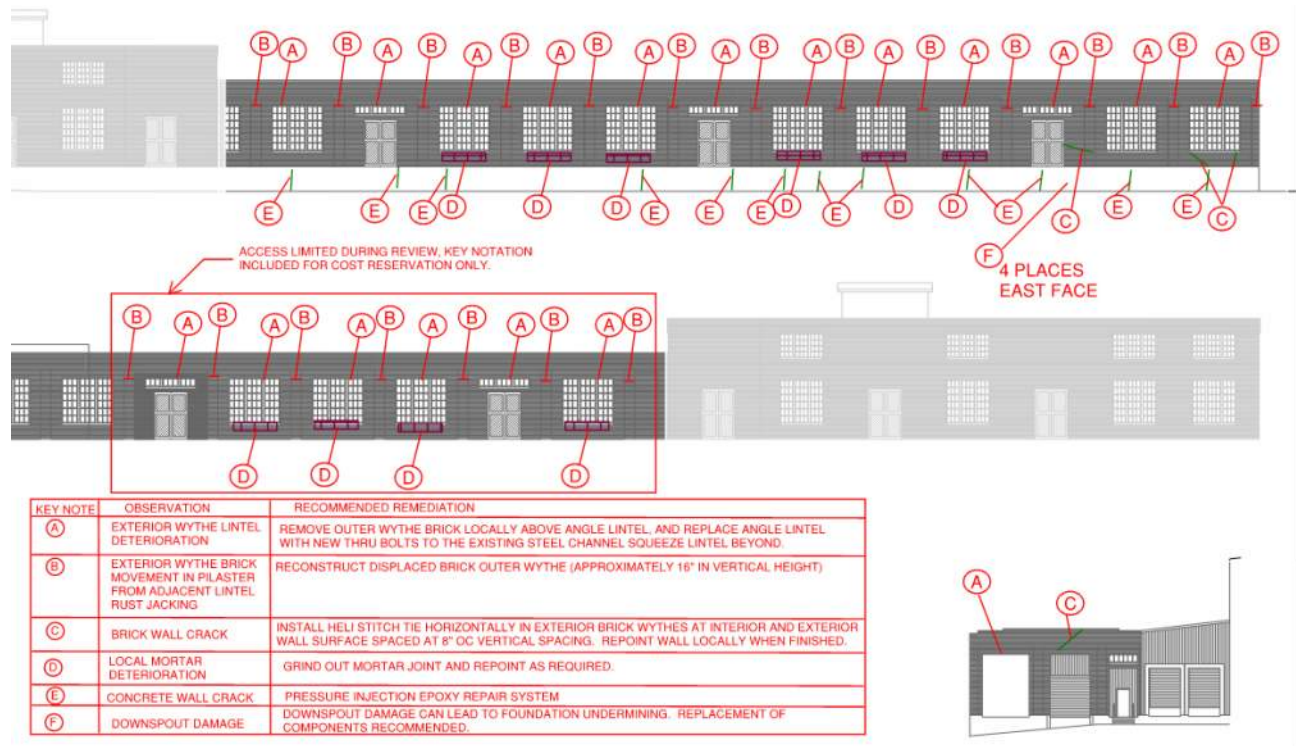 B A B A B A B A B A B A B A B A B A B A B A B A B
E E E D D D E E E D E D D E C E E C
F 4 PLACES
EAST FACE
ACCESS LIMITED DURING REVIEW, KEY NOTATION
INCLUDED FOR COST RESERVATION ONLY.
B A B A B A B A B A B A B
D D D D
KEY NOTE OBSERVATION RECOMMENDED REMEDIATION
A EXTERIOR WYTHE LINTEL
DETERIORATION
REMOVE OUTER WYTHE BRICK LOCALLY ABOVE ANGLE LINTEL, AND REPLACE ANGLE LINTEL
WITH NEW THRU BOLTS TO THE EXISTING STEEL CHANNEL SQUEEZE LINTEL BEYOND.
B EXTERIOR WYTHE BRICK
MOVEMENT IN PILASTER
FROM ADJACENT LINTEL
RUST JACKING
RECONSTRUCT DISPLACED BRICK OUTER WYTHE (APPROXIMATELY 16" IN VERTICAL HEIGHT)
C BRICK WALL CRACK
INSTALL HELI STITCH TIE HORIZONTALLY IN EXTERIOR BRICK WYTHES AT INTERIOR AND EXTERIOR
WALL SURFACE SPACED AT 8" OC VERTICAL SPACING. REPOINT WALL LOCALLY WHEN FINISHED.
D LOCAL MORTAR
DETERIORATION
GRIND OUT MORTAR JOINT AND REPOINT AS REQUIRED.
E CONCRETE WALL CRACK PRESSURE INJECTION EPOXY REPAIR SYSTEM
F DOWNSPOUT DAMAGE
DOWNSPOUT DAMAGE CAN LEAD TO FOUNDATION UNDERMINING. REPLACEMENT OF
COMPONENTS RECOMMENDED.
A C